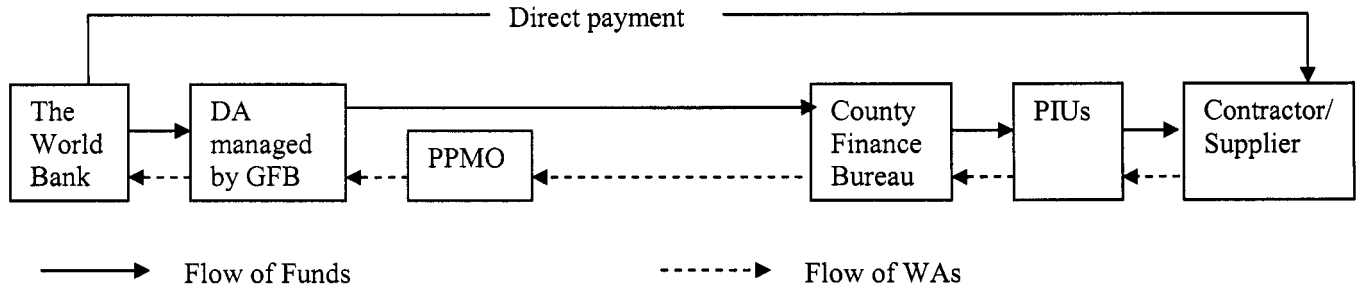 Direct payment
The
World
Bank
DA
managed
by GFB
PPMO
County
Finance
Bureau
PIUs
Contractor/
Supplier
Flow of Funds
Flow of WAs